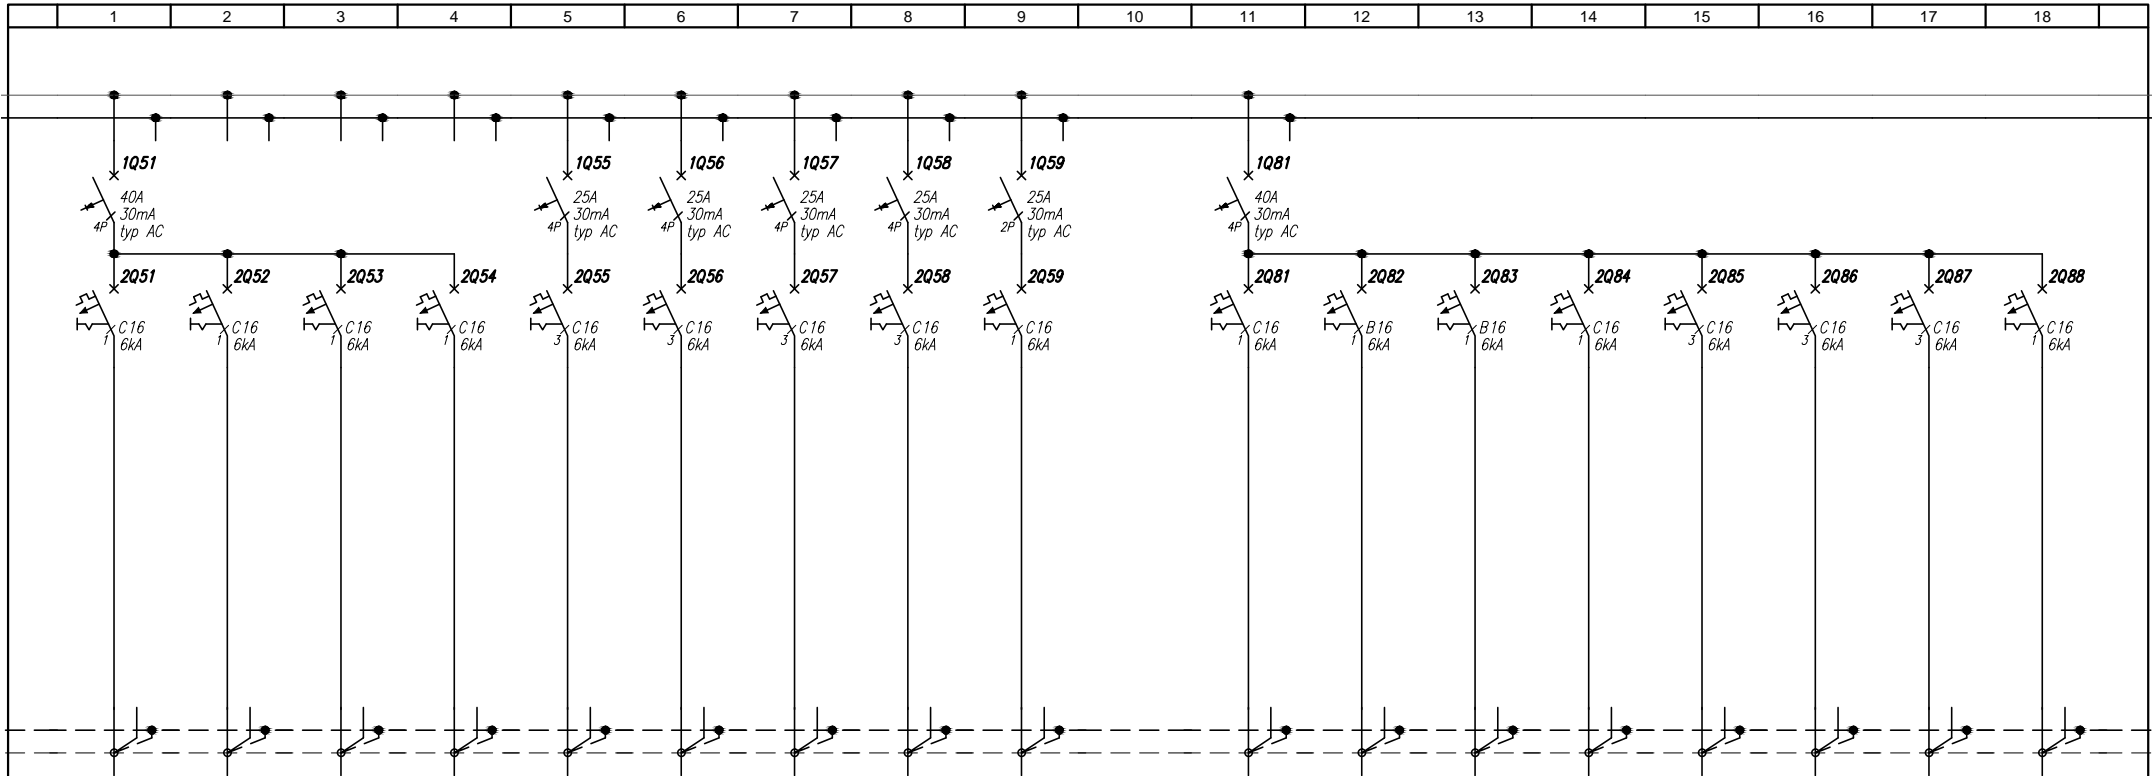 1 2 3 4 5 6 7 8 9 10 11 12 13 14 15 16 17 18
1Q51 1Q55 1Q56 1Q57 1Q58 1Q59 1Q81
40A 25A 25A 25A 25A 25A 40A
30mA 30mA 30mA 30mA 30mA 30mA 30mA
4P typ AC 4P typ AC 4P typ AC 4P typ AC 4P typ AC 2P typ AC 4P typ AC
2Q51 2Q52 2Q53 2Q54 2Q55 2Q56 2Q57 2Q58 2Q59 2Q81 2Q82 2Q83 2Q84 2Q85 2Q86 2Q87 2Q88
C16 C16 C16 C16 C16 C16 C16 C16 C16 C16 B16 B16 C16 C16 C16 C16 C16
1 6kA 1 6kA 1 6kA 1 6kA 3 6kA 3 6kA 3 6kA 3 6kA 1 6kA 1 6kA 1 6kA 1 6kA 1 6kA 3 6kA 3 6kA 3 6kA 1 6kA